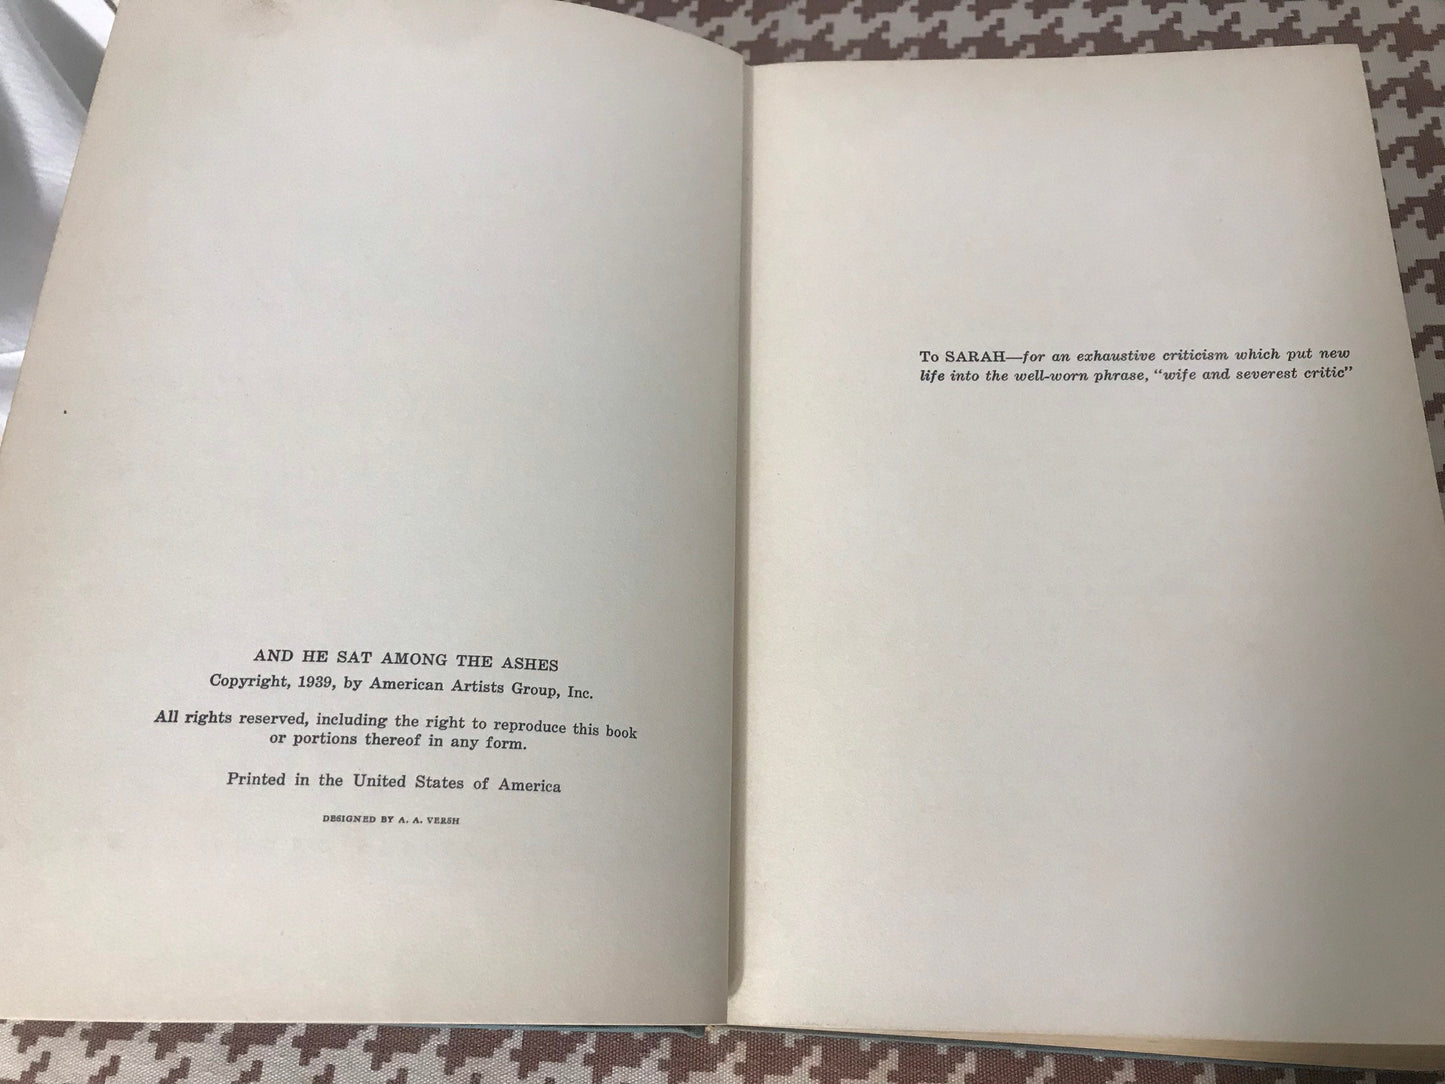 AND HE SAT AMONG THE ASHES
Copyright, 1939, by American Artists Group, Inc.
All rights reserved, including the right to reproduce this book
or portions thereof in any form.
Printed in the United States of America
DESIGNED BY A. A. VERSH
To SARAH—for an exhaustive criticism which put new
life into the well-worn phrase, “wife and severest critic”